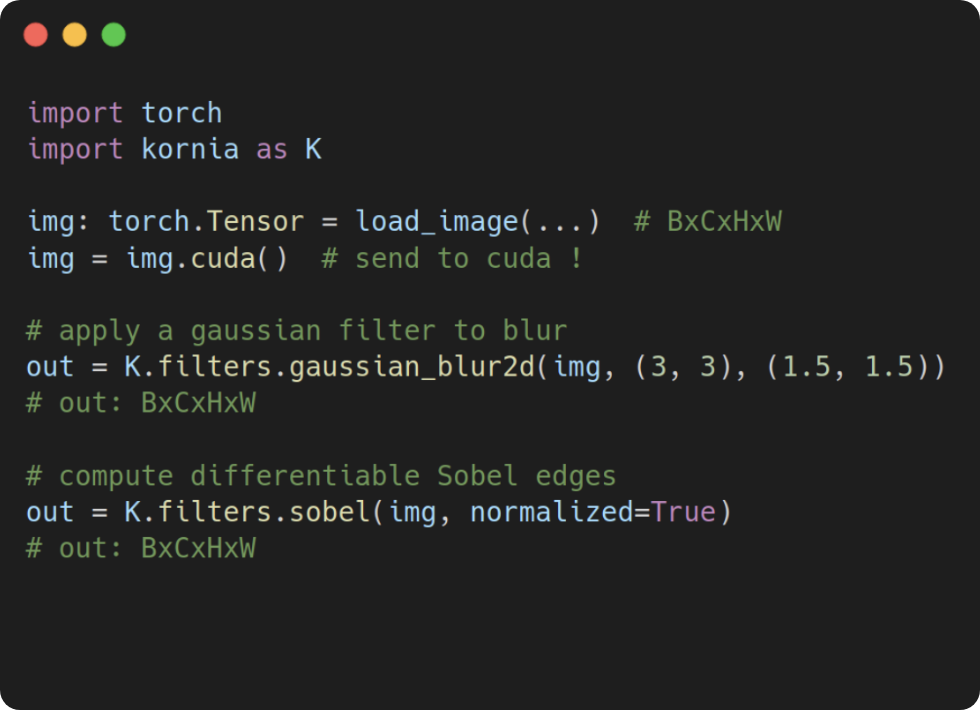 import torch
import kornia as K
img: torch.Tensor = load_image(...)  # BxCxHxW
img = img.cuda()  # send to cuda !
# apply a gaussian filter to blur
out = K.filters.gaussian_blur2d(img, (3, 3), (1.5, 1.5))
# out: BxCxHxW
# compute differentiable Sobel edges
out = K.filters.sobel(img, normalized=True)
# out: BxCxHxW